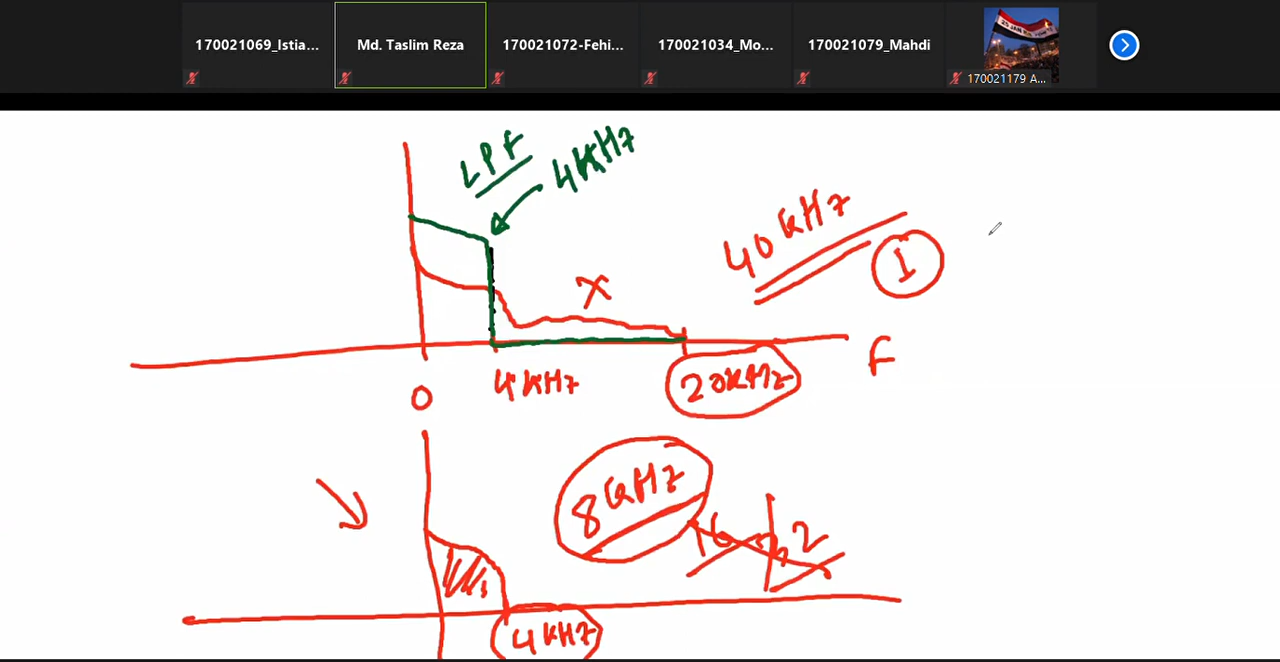 170021069_Istia...
Md. Taslim Reza
170021072-Fehi...
170021034_Mo...
170021079_Mahdi
170021179 A...
LPF
4KHz
40KHz
I
X
F
0
4KHz
20KHz
8KHz
4KHz